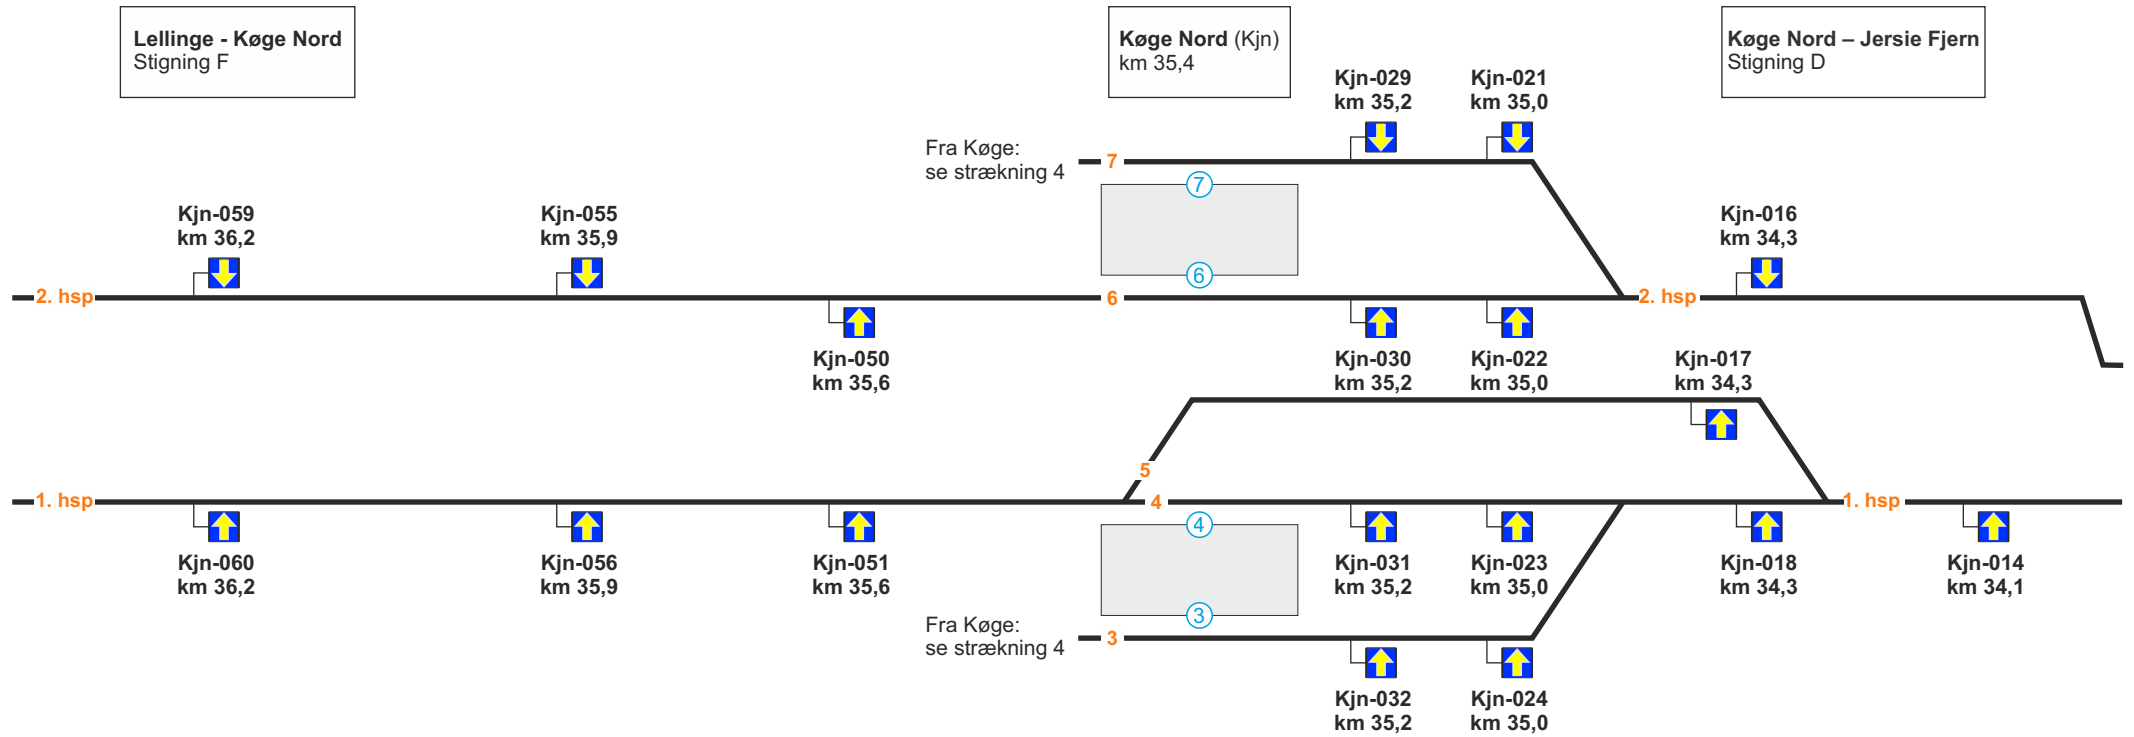 Lellinge - Køge Nord
Stigning F
Køge Nord (Kjn)
km 35,4
Køge Nord – Jersie Fjern
Stigning D
Kjn-029
km 35,2
Kjn-021
km 35,0
Fra Køge:
se strækning 4
7
7
Kjn-059
km 36,2
Kjn-055
km 35,9
Kjn-016
km 34,3
6
2. hsp
6
2. hsp
Kjn-050
km 35,6
Kjn-030
km 35,2
Kjn-022
km 35,0
Kjn-017
km 34,3
5
1. hsp
4
1. hsp
4
Kjn-060
km 36,2
Kjn-056
km 35,9
Kjn-051
km 35,6
Kjn-031
km 35,2
Kjn-023
km 35,0
Kjn-018
km 34,3
Kjn-014
km 34,1
3
Fra Køge:
se strækning 4
3
Kjn-032
km 35,2
Kjn-024
km 35,0